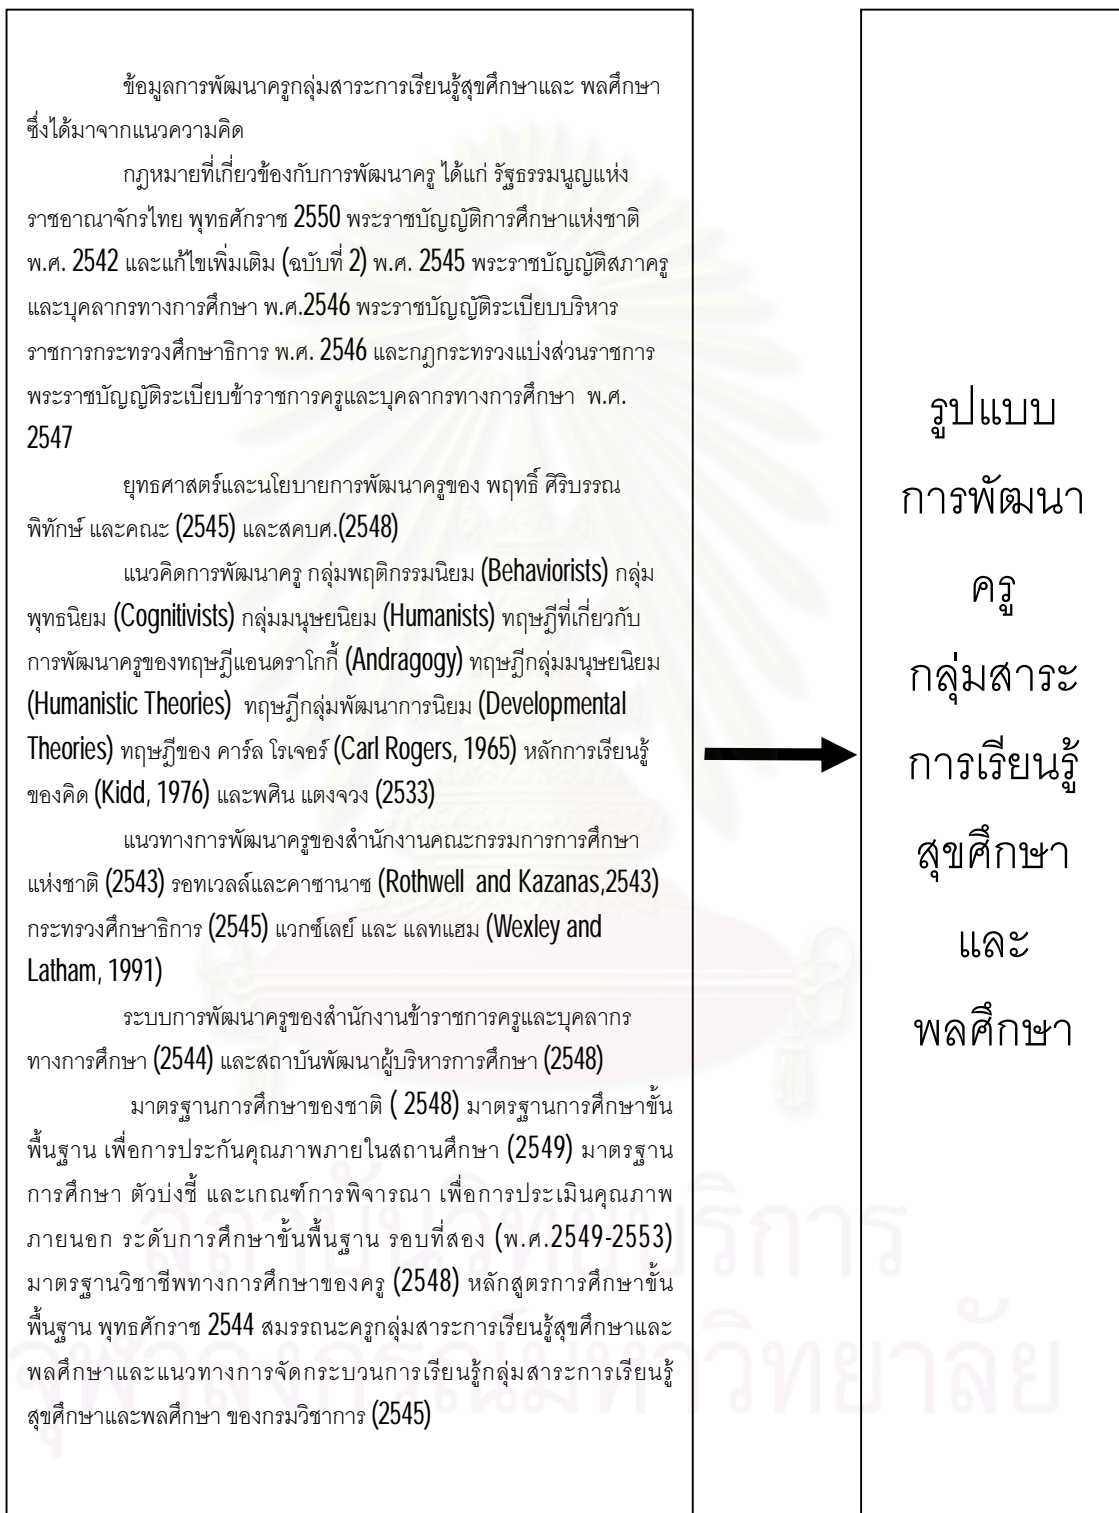 ข้อมูลการพัฒนาครูกลุ่มสาระการเรียนรู้สุขศึกษาและ พลศึกษา
ซึ่งได้มาจากแนวความคิด
กฎหมายที่เกี่ยวข้องกับการพัฒนาครู ได้แก่ รัฐธรรมนูญแห่ง
ราชอาณาจักรไทย พุทธศักราช 2550 พระราชบัญญัติการศึกษาแห่งชาติ
พ.ศ. 2542 และแก้ไขเพิ่มเติม (ฉบับที่ 2) พ.ศ. 2545 พระราชบัญญัติสภาครู
และบุคลากรทางการศึกษา พ.ศ.2546 พระราชบัญญัติระเบียบบริหาร
ราชการกระทรวงศึกษาธิการ พ.ศ. 2546 และกฎกระทรวงแบ่งส่วนราชการ
พระราชบัญญัติระเบียบข้าราชการครูและบุคลากรทางการศึกษา พ.ศ.
2547
ยุทธศาสตร์และนโยบายการพัฒนาครูของ พฤทธิ์ ศิริบรรณ
พิทักษ์ และคณะ (2545) และสคบศ.(2548)
แนวคิดการพัฒนาครู กลุ่มพฤติกรรมนิยม (Behaviorists) กลุ่ม
พุทธนิยม (Cognitivists) กลุ่มมนุษยนิยม (Humanists) ทฤษฎีที่เกี่ยวกับ
การพัฒนาครูของทฤษฎีแอนดราโกกี้ (Andragogy) ทฤษฎีกลุ่มมนุษยนิยม
(Humanistic Theories) ทฤษฎีกลุ่มพัฒนาการนิยม (Developmental
Theories) ทฤษฎีของ คาร์ล โรเจอร์ (Carl Rogers, 1965) หลักการเรียนรู้
ของคิด (Kidd, 1976) และพศิน แตงจวง (2533)
แนวทางการพัฒนาครูของสำนักงานคณะกรรมการการศึกษา
แห่งชาติ (2543) รอทเวลล์และคาซานาซ (Rothwell and Kazanas,2543)
กระทรวงศึกษาธิการ (2545) แวกซ์เลย์ และ แลทแฮม (Wexley and
Latham, 1991)
ระบบการพัฒนาครูของสำนักงานข้าราชการครูและบุคลากร
ทางการศึกษา (2544) และสถาบันพัฒนาผู้บริหารการศึกษา (2548)
มาตรฐานการศึกษาของชาติ ( 2548) มาตรฐานการศึกษาขั้น
พื้นฐาน เพื่อการประกันคุณภาพภายในสถานศึกษา (2549) มาตรฐาน
การศึกษา ตัวบ่งชี้ และเกณฑ์การพิจารณา เพื่อการประเมินคุณภาพ
ภายนอก ระดับการศึกษาขั้นพื้นฐาน รอบที่สอง (พ.ศ.2549-2553)
มาตรฐานวิชาชีพทางการศึกษาของครู (2548) หลักสูตรการศึกษาขั้น
พื้นฐาน พุทธศักราช 2544 สมรรถนะครูกลุ่มสาระการเรียนรู้สุขศึกษาและ
พลศึกษาและแนวทางการจัดกระบวนการเรียนรู้กลุ่มสาระการเรียนรู้
สุขศึกษาและพลศึกษา ของกรมวิชาการ (2545)
รูปแบบ
การพัฒนา
ครู
กลุ่มสาระ
การเรียนรู้
สุขศึกษา
และ
พลศึกษา
สถาบันวิทยบริการ
จุฬาลงกรณ์มหาวิทยาลัย